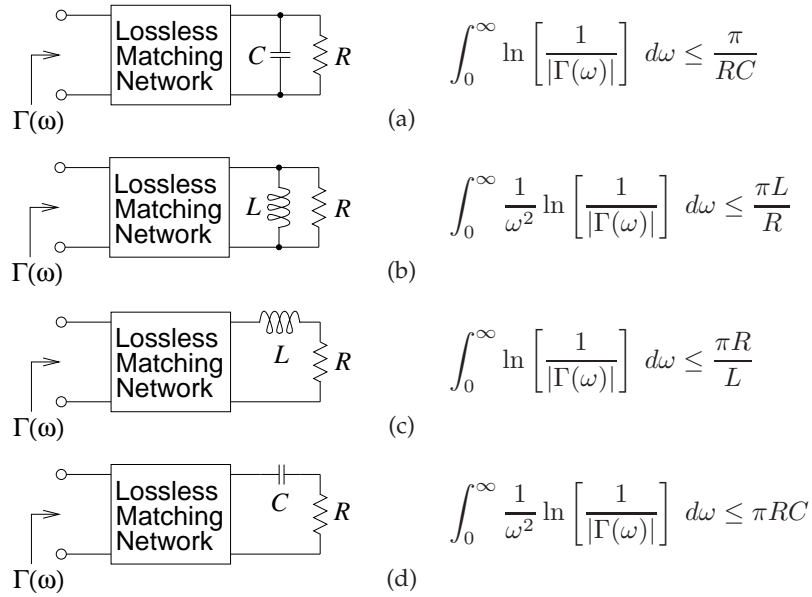 Lossless
Matching
Network
C
R
Γ(ω)
(a)
∫₀^∞ ln [ 1 / |Γ(ω)| ] dω ≤ π / RC
Lossless
Matching
Network
L
R
Γ(ω)
(b)
∫₀^∞ 1/ω² ln [ 1 / |Γ(ω)| ] dω ≤ πL / R
Lossless
Matching
Network
L
R
Γ(ω)
(c)
∫₀^∞ ln [ 1 / |Γ(ω)| ] dω ≤ πR / L
Lossless
Matching
Network
C
R
Γ(ω)
(d)
∫₀^∞ 1/ω² ln [ 1 / |Γ(ω)| ] dω ≤ πRC